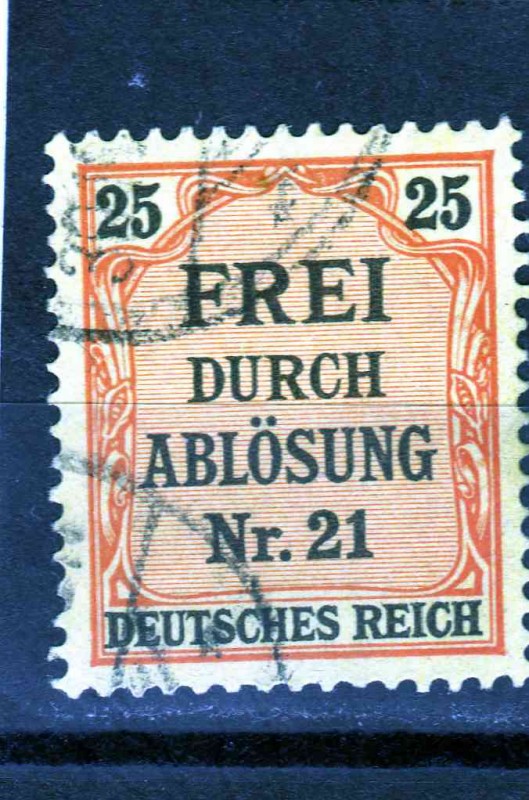 25 25
FREI
DURCH
ABLÖSUNG
Nr. 21
DEUTSCHES REICH